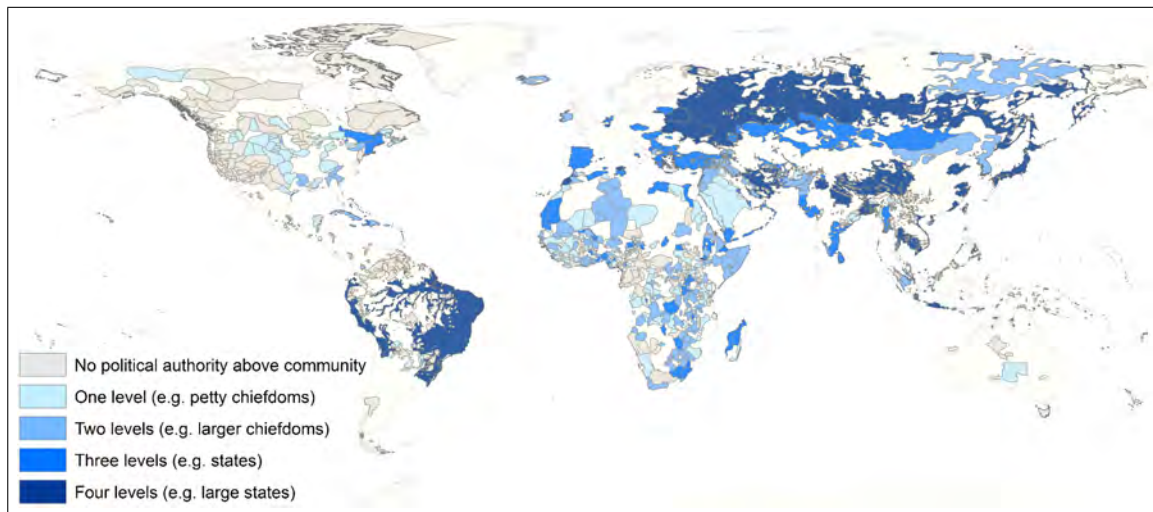 No political authority above community
One level (e.g. petty chiefdoms)
Two levels (e.g. larger chiefdoms)
Three levels (e.g. states)
Four levels (e.g. large states)